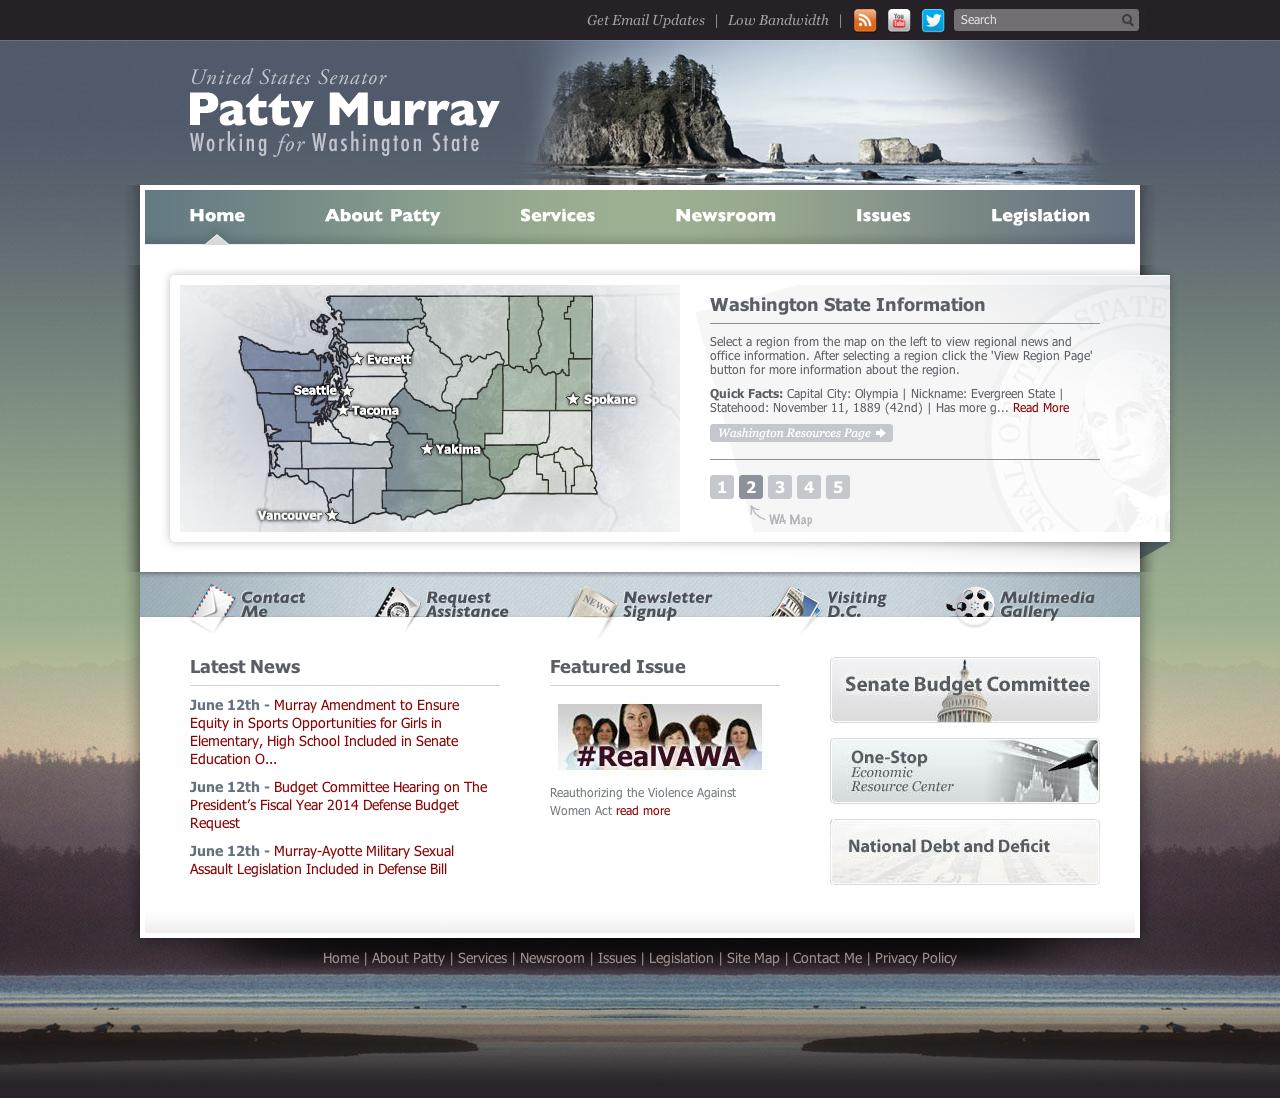 Get Email Updates | Low Bandwidth |
Search
United States Senator
Patty Murray
Working for Washington State
Home
About Patty
Services
Newsroom
Issues
Legislation
Everett
Seattle
Tacoma
Spokane
Yakima
Vancouver
Washington State Information
Select a region from the map on the left to view regional news and
office information. After selecting a region click the 'View Region Page'
button for more information about the region.
Quick Facts: Capital City: Olympia | Nickname: Evergreen State |
Statehood: November 11, 1889 (42nd) | Has more g... Read More
Washington Resources Page
1 2 3 4 5
WA Map
Contact
Me
Request
Assistance
NEWS
Newsletter
Signup
Visiting
D.C.
Multimedia
Gallery
Latest News
June 12th - Murray Amendment to Ensure
Equity in Sports Opportunities for Girls in
Elementary, High School Included in Senate
Education O...
June 12th - Budget Committee Hearing on The
President’s Fiscal Year 2014 Defense Budget
Request
June 12th - Murray-Ayotte Military Sexual
Assault Legislation Included in Defense Bill
Featured Issue
#RealVAWA
Reauthorizing the Violence Against
Women Act read more
Senate Budget Committee
One-Stop
Economic
Resource Center
National Debt and Deficit
Home | About Patty | Services | Newsroom | Issues | Legislation | Site Map | Contact Me | Privacy Policy